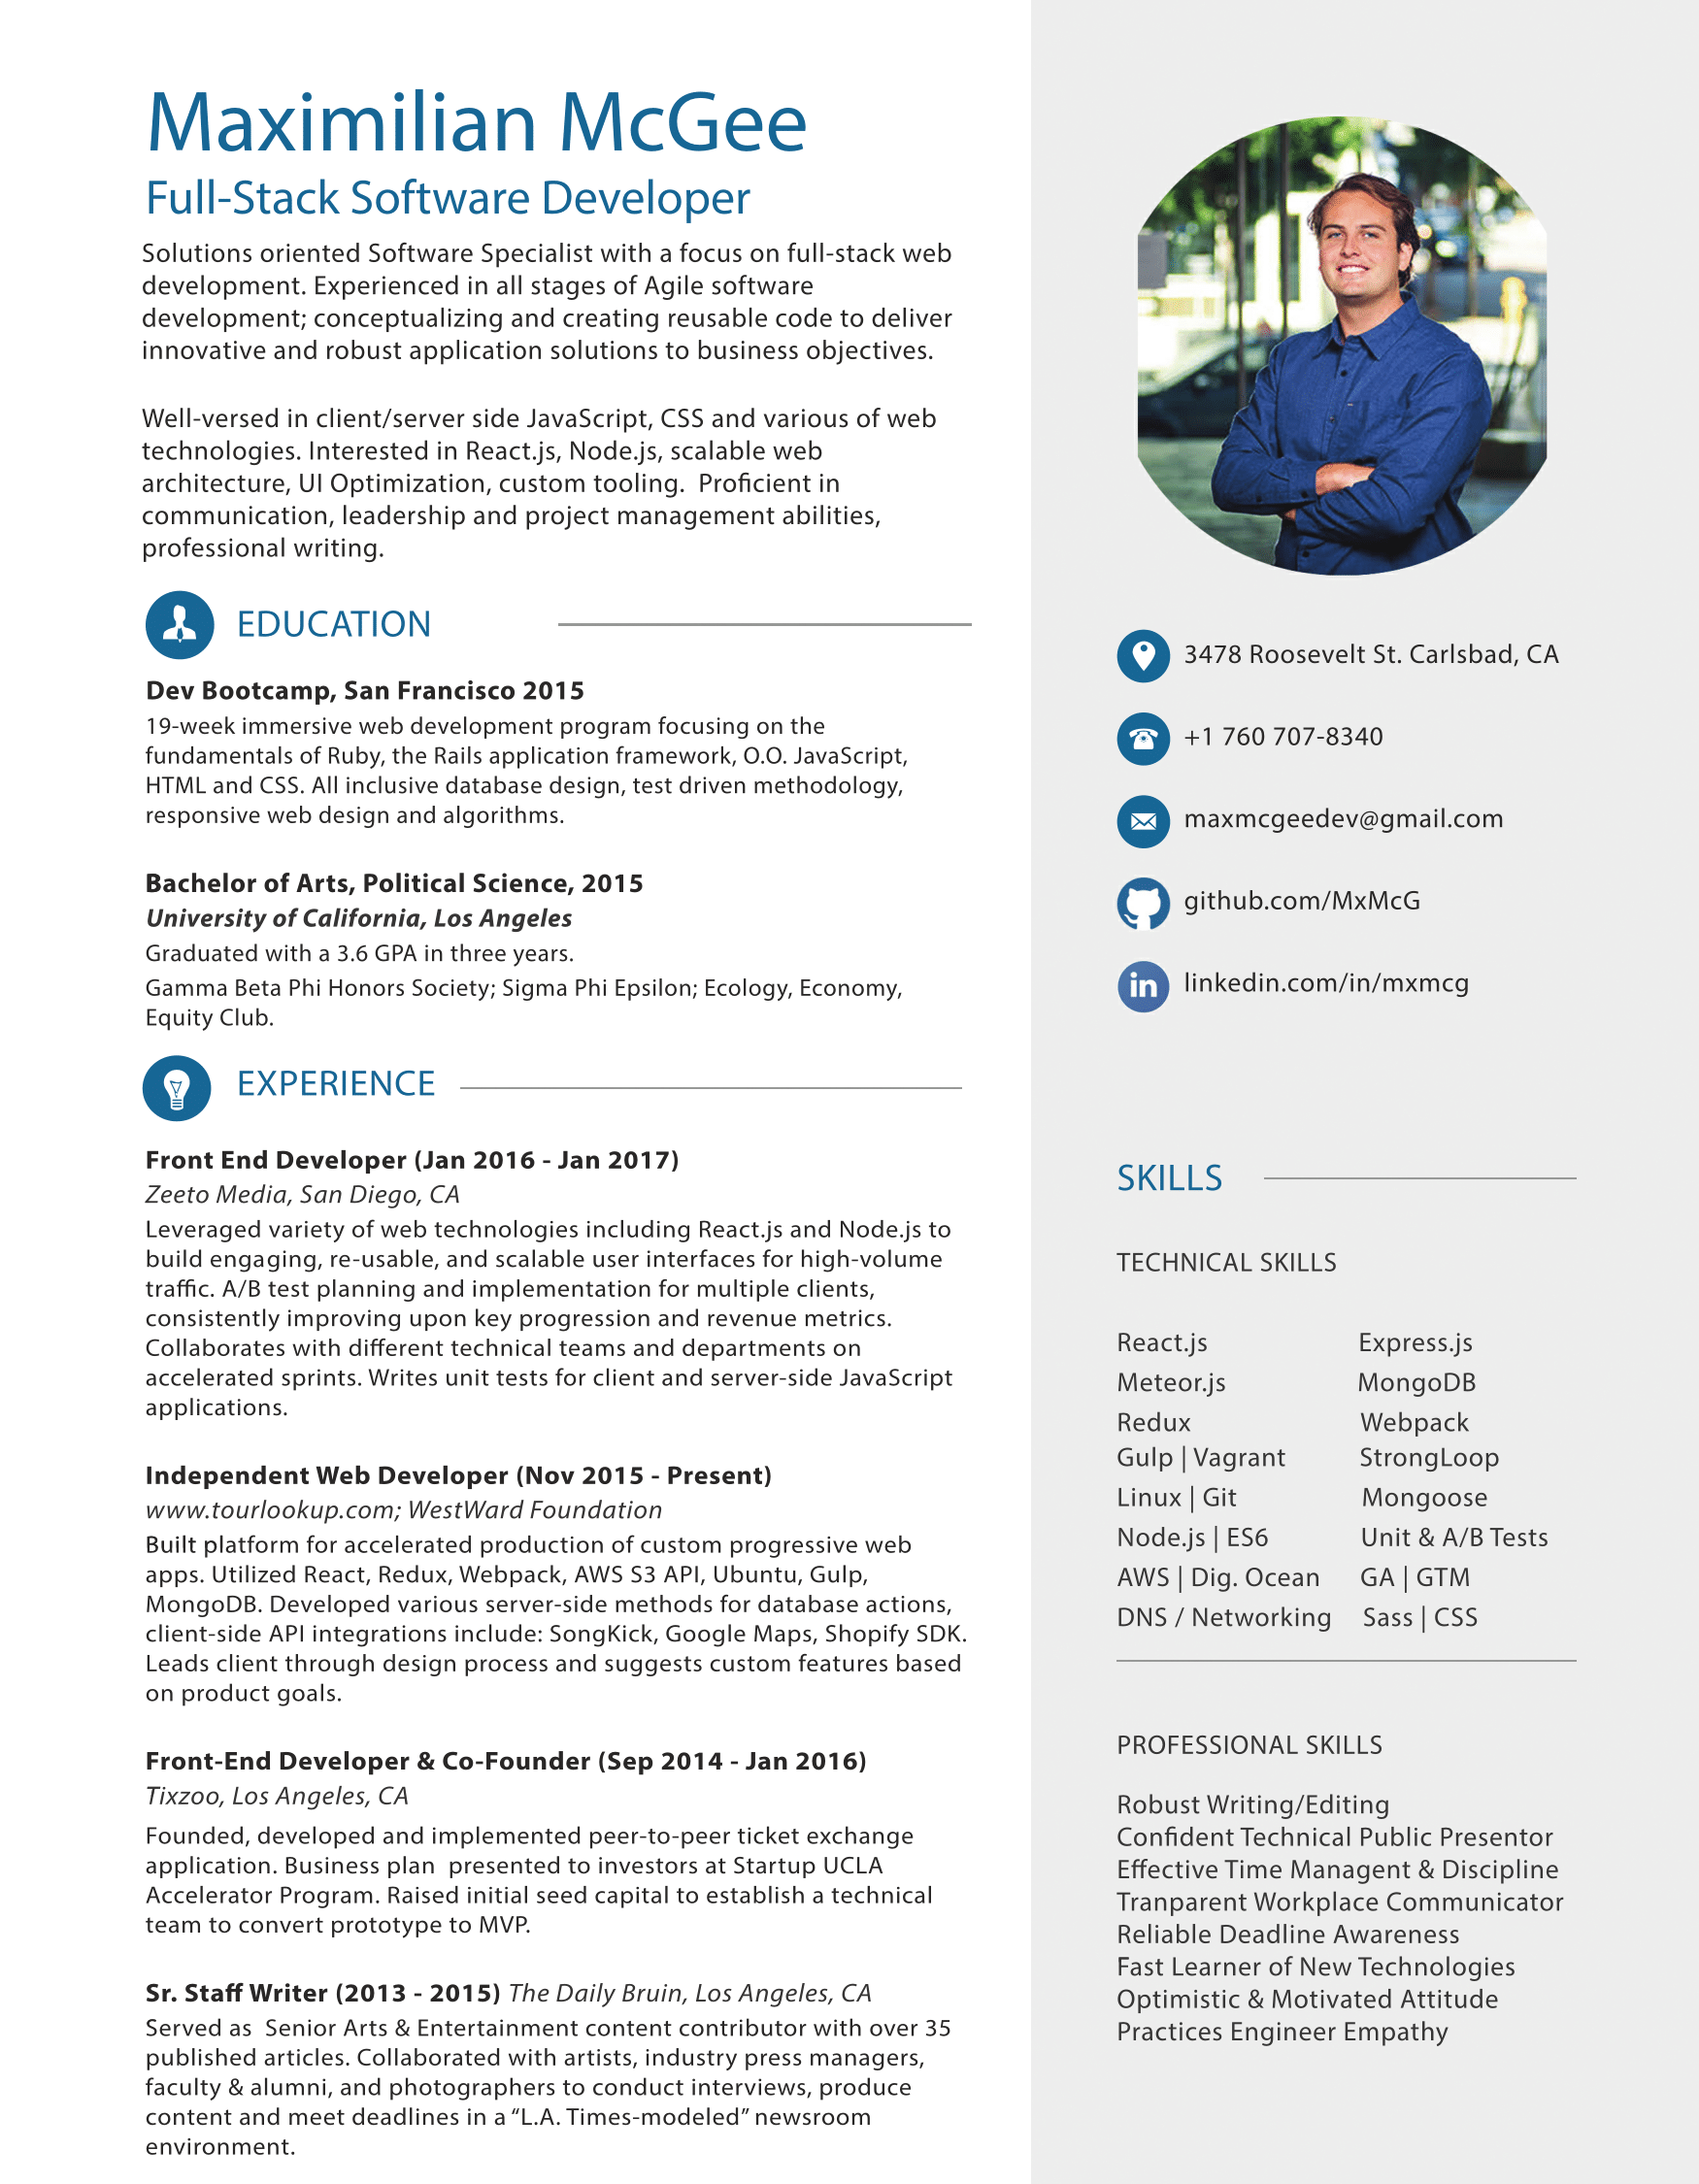 Maximilian McGee
Full-Stack Software Developer
Solutions oriented Software Specialist with a focus on full-stack web
development. Experienced in all stages of Agile software
development; conceptualizing and creating reusable code to deliver
innovative and robust application solutions to business objectives.
Well-versed in client/server side JavaScript, CSS and various of web
technologies. Interested in React.js, Node.js, scalable web
architecture, UI Optimization, custom tooling.  Proficient in
communication, leadership and project management abilities,
professional writing.
EDUCATION
Dev Bootcamp, San Francisco 2015
19-week immersive web development program focusing on the
fundamentals of Ruby, the Rails application framework, O.O. JavaScript,
HTML and CSS. All inclusive database design, test driven methodology,
responsive web design and algorithms.
Bachelor of Arts, Political Science, 2015
University of California, Los Angeles
Graduated with a 3.6 GPA in three years.
Gamma Beta Phi Honors Society; Sigma Phi Epsilon; Ecology, Economy,
Equity Club.
EXPERIENCE
Front End Developer (Jan 2016 - Jan 2017)
Zeeto Media, San Diego, CA
Leveraged variety of web technologies including React.js and Node.js to
build engaging, re-usable, and scalable user interfaces for high-volume
traffic. A/B test planning and implementation for multiple clients,
consistently improving upon key progression and revenue metrics.
Collaborates with different technical teams and departments on
accelerated sprints. Writes unit tests for client and server-side JavaScript
applications.
Independent Web Developer (Nov 2015 - Present)
www.tourlookup.com; WestWard Foundation
Built platform for accelerated production of custom progressive web
apps. Utilized React, Redux, Webpack, AWS S3 API, Ubuntu, Gulp,
MongoDB. Developed various server-side methods for database actions,
client-side API integrations include: SongKick, Google Maps, Shopify SDK.
Leads client through design process and suggests custom features based
on product goals.
Front-End Developer & Co-Founder (Sep 2014 - Jan 2016)
Tixzoo, Los Angeles, CA
Founded, developed and implemented peer-to-peer ticket exchange
application. Business plan  presented to investors at Startup UCLA
Accelerator Program. Raised initial seed capital to establish a technical
team to convert prototype to MVP.
Sr. Staff Writer (2013 - 2015) The Daily Bruin, Los Angeles, CA
Served as  Senior Arts & Entertainment content contributor with over 35
published articles. Collaborated with artists, industry press managers,
faculty & alumni, and photographers to conduct interviews, produce
content and meet deadlines in a “L.A. Times-modeled” newsroom
environment.
3478 Roosevelt St. Carlsbad, CA
+1 760 707-8340
maxmcgeedev@gmail.com
github.com/MxMcG
in linkedin.com/in/mxmcg
SKILLS
TECHNICAL SKILLS
React.js Express.js
Meteor.js MongoDB
Redux Webpack
Gulp | Vagrant StrongLoop
Linux | Git Mongoose
Node.js | ES6 Unit & A/B Tests
AWS | Dig. Ocean GA | GTM
DNS / Networking Sass | CSS
PROFESSIONAL SKILLS
Robust Writing/Editing
Confident Technical Public Presentor
Effective Time Managent & Discipline
Tranparent Workplace Communicator
Reliable Deadline Awareness
Fast Learner of New Technologies
Optimistic & Motivated Attitude
Practices Engineer Empathy